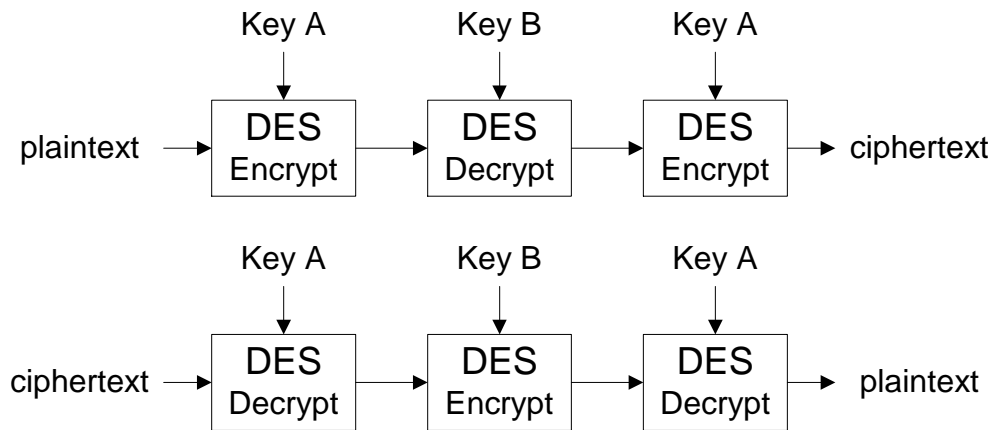 Key A Key B Key A
DES DES DES
plaintext Encrypt Decrypt Encrypt ciphertext
Key A Key B Key A
DES DES DES
ciphertext Decrypt Encrypt Decrypt plaintext